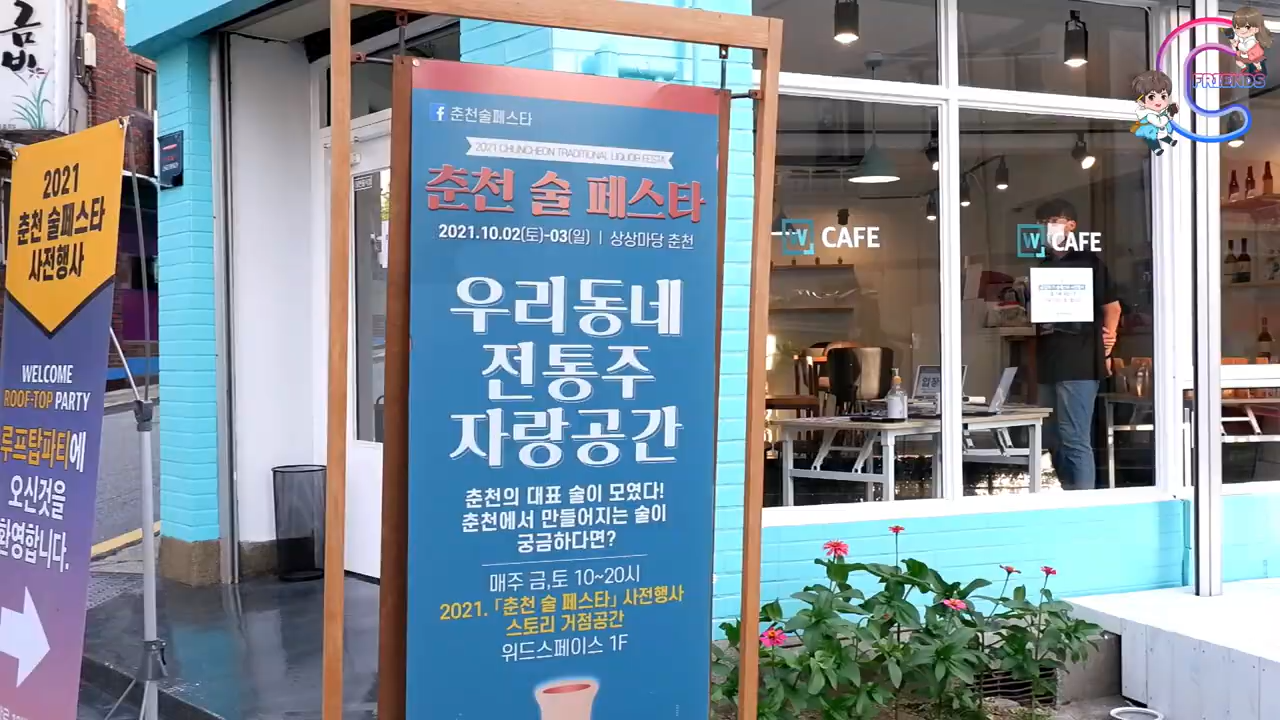 금비
2021
춘천 술페스타
사전행사
WELCOME
ROOF-TOP PARTY
루프탑파티에
오신것을
환영합니다.
춘천술페스타
2021 CHUNCHEON TRADITIONAL LIQUOR FESTA
춘천 술 페스타
2021.10.02(토)-03(일) | 상상마당 춘천
우리동네
전통주
자랑공간
춘천의 대표 술이 모였다!
춘천에서 만들어지는 술이
궁금하다면?
매주 금,토 10~20시
2021. 「춘천 술 페스타」 사전행사
스토리 거점공간
위드스페이스 1F
W CAFE
W CAFE
FRIENDS